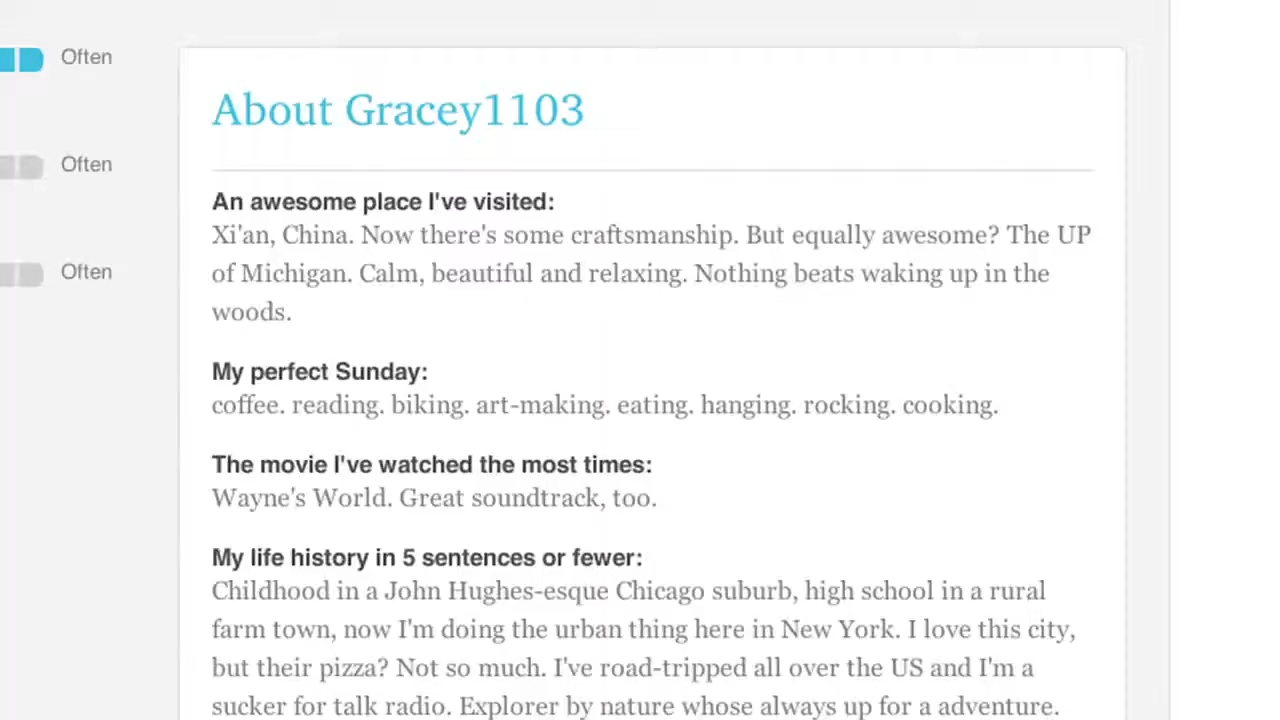 Often
Often
Often
About Gracey1103
An awesome place I've visited:
Xi'an, China. Now there's some craftsmanship. But equally awesome? The UP
of Michigan. Calm, beautiful and relaxing. Nothing beats waking up in the
woods.
My perfect Sunday:
coffee. reading. biking. art-making. eating. hanging. rocking. cooking.
The movie I've watched the most times:
Wayne's World. Great soundtrack, too.
My life history in 5 sentences or fewer:
Childhood in a John Hughes-esque Chicago suburb, high school in a rural
farm town, now I'm doing the urban thing here in New York. I love this city,
but their pizza? Not so much. I've road-tripped all over the US and I'm a
sucker for talk radio. Explorer by nature whose always up for a adventure.